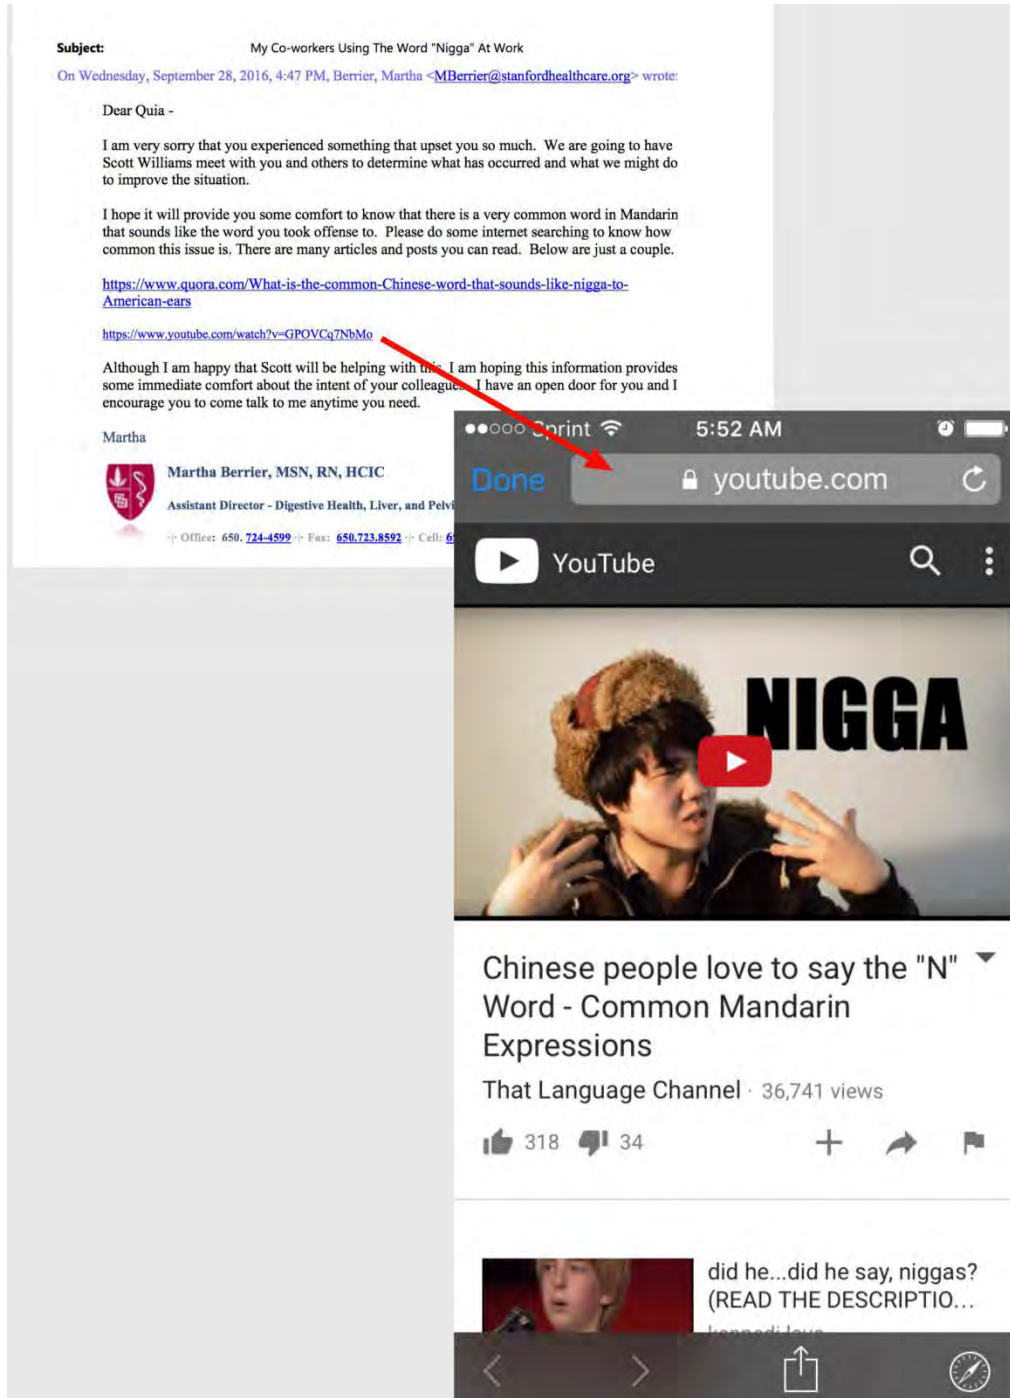 Subject: My Co-workers Using The Word "Nigga" At Work
On Wednesday, September 28, 2016, 4:47 PM, Berrier, Martha <MBerrier@stanfordhealthcare.org> wrote:
Dear Quia -
I am very sorry that you experienced something that upset you so much. We are going to have
Scott Williams meet with you and others to determine what has occurred and what we might do
to improve the situation.
I hope it will provide you some comfort to know that there is a very common word in Mandarin
that sounds like the word you took offense to. Please do some internet searching to know how
common this issue is. There are many articles and posts you can read. Below are just a couple.
https://www.quora.com/What-is-the-common-Chinese-word-that-sounds-like-nigga-to-
American-ears
https://www.youtube.com/watch?v=GPOVCq7NbMo
Although I am happy that Scott will be helping with this, I am hoping this information provides
some immediate comfort about the intent of your colleagues. I have an open door for you and I
encourage you to come talk to me anytime you need.
Martha
Martha Berrier, MSN, RN, HCIC
Assistant Director - Digestive Health, Liver, and
Office: 650. 724-4599 Fax: 650.723.8592 Cell:
Sprint 5:52 AM
Done youtube.com
YouTube
NIGGA
Chinese people love to say the "N"
Word - Common Mandarin
Expressions
That Language Channel · 36,741 views
318 34
did he...did he say, niggas?
(READ THE DESCRIPTIO...